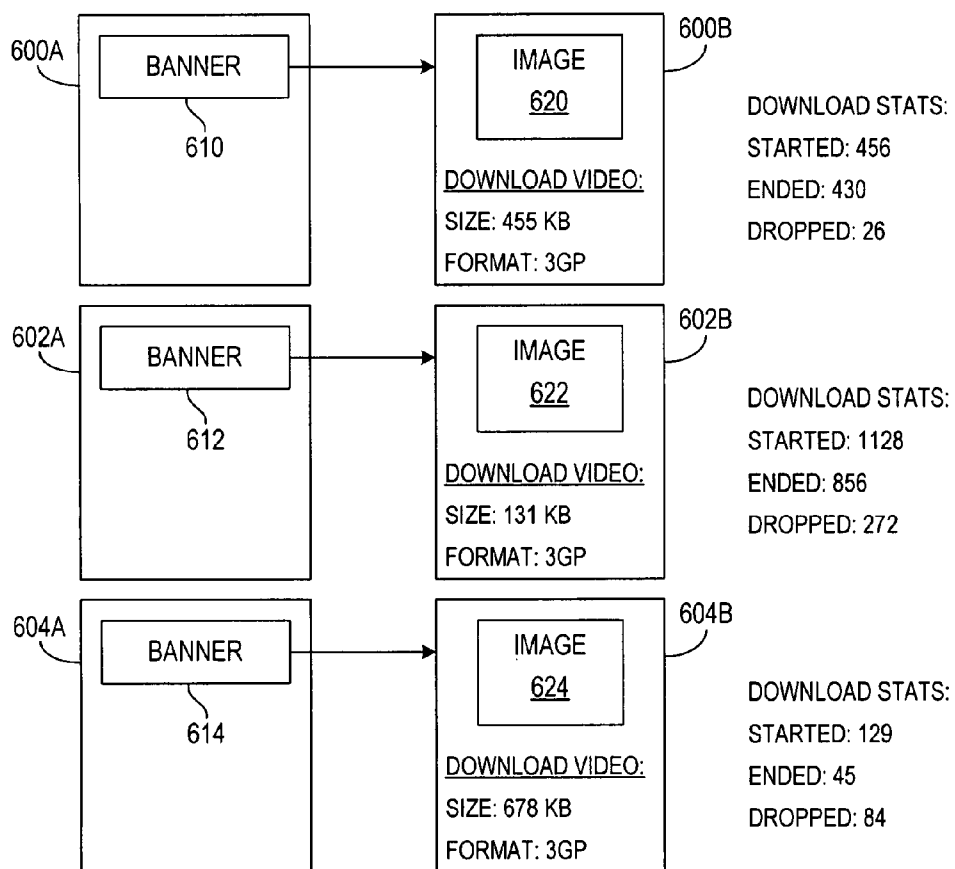 600A
BANNER
610
IMAGE
620
600B
DOWNLOAD VIDEO:
SIZE: 455 KB
FORMAT: 3GP
DOWNLOAD STATS:
STARTED: 456
ENDED: 430
DROPPED: 26
602A
BANNER
612
IMAGE
622
602B
DOWNLOAD VIDEO:
SIZE: 131 KB
FORMAT: 3GP
DOWNLOAD STATS:
STARTED: 1128
ENDED: 856
DROPPED: 272
604A
BANNER
614
IMAGE
624
604B
DOWNLOAD VIDEO:
SIZE: 678 KB
FORMAT: 3GP
DOWNLOAD STATS:
STARTED: 129
ENDED: 45
DROPPED: 84